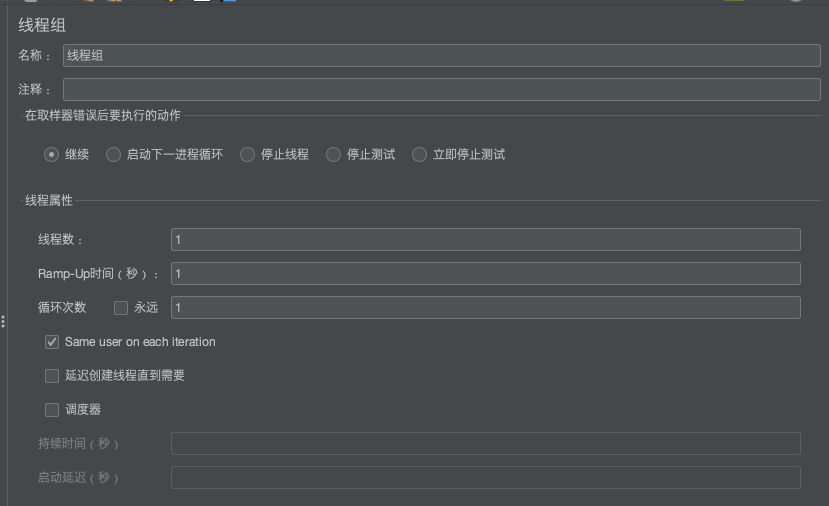 线程组
名称： 线程组
注释：
在取样器错误后要执行的动作
继续 启动下一进程循环 停止线程 停止测试 立即停止测试
线程属性
线程数： 1
Ramp-Up时间（秒）： 1
循环次数 永远 1
Same user on each iteration
延迟创建线程直到需要
调度器
持续时间（秒）
启动延迟（秒）